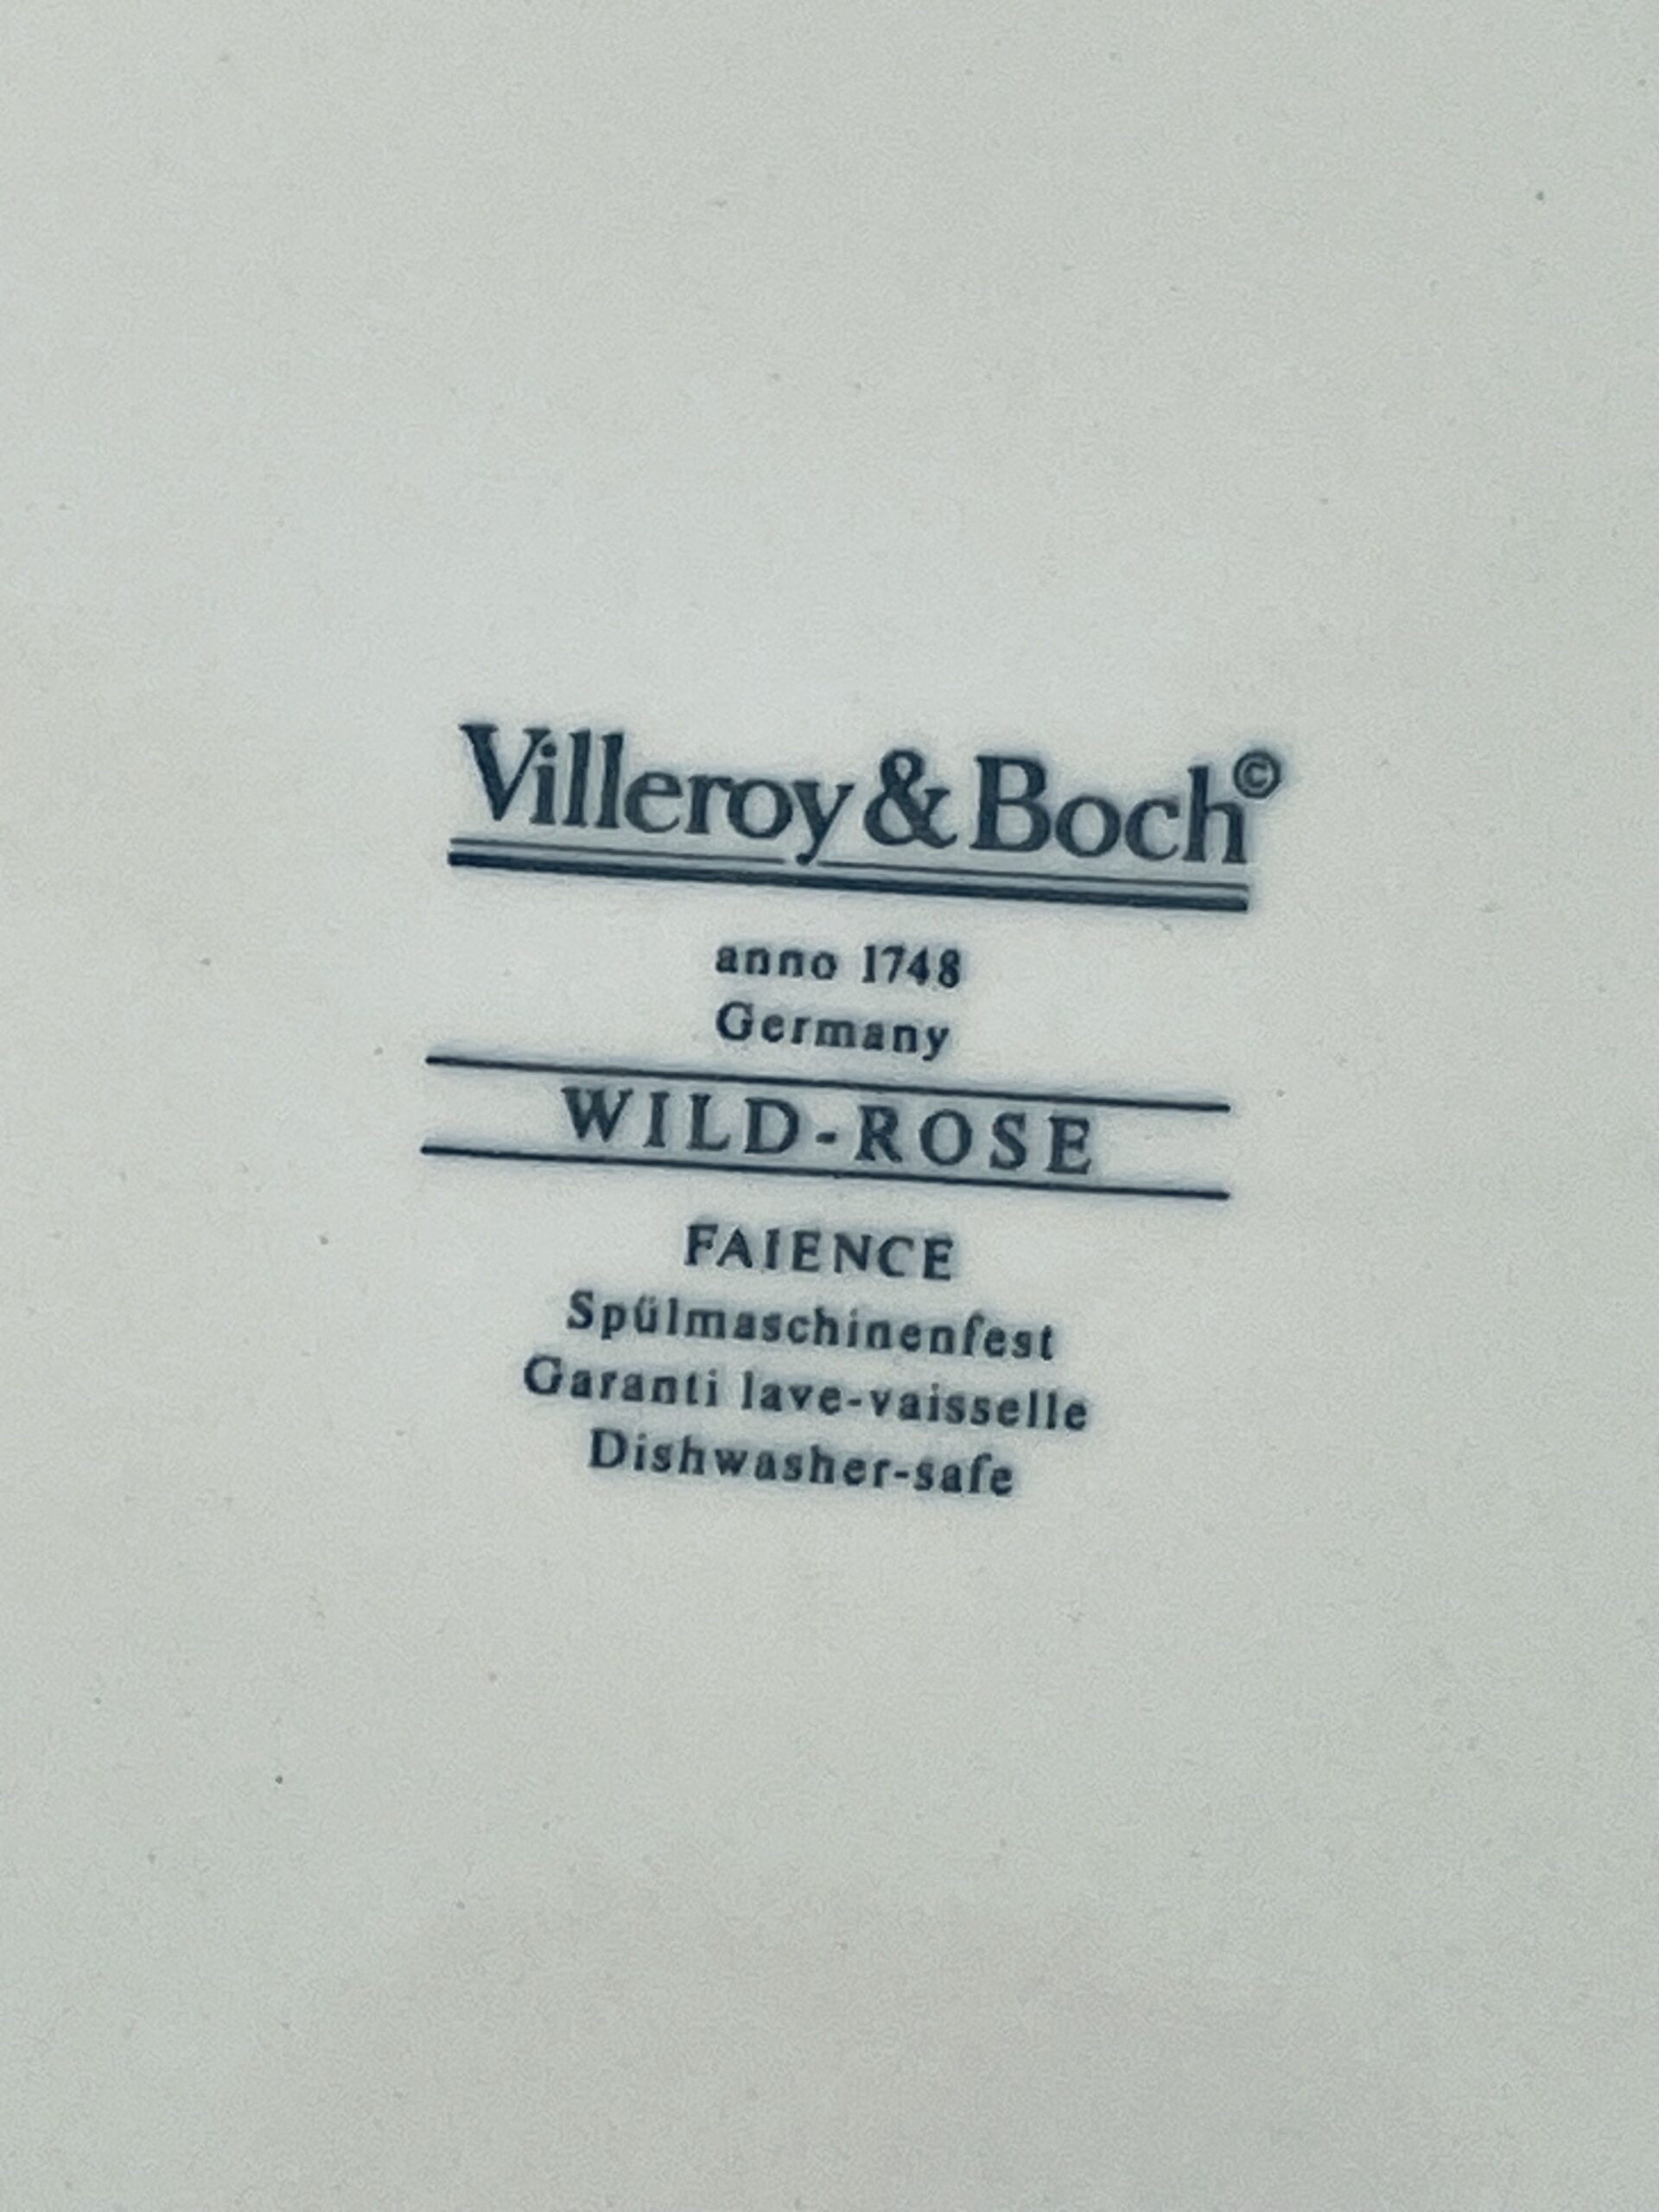 Villeroy & Boch©
anno 1748
Germany
WILD-ROSE
FAIENCE
Spülmaschinenfest
Garanti lave-vaisselle
Dishwasher-safe